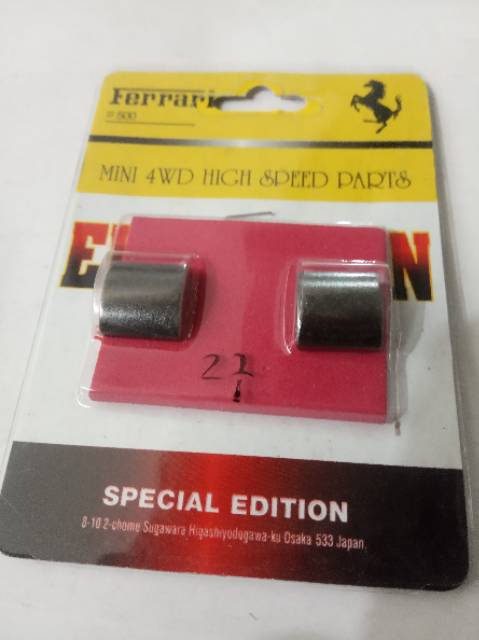 Ferrari
# 500
MINI 4WD HIGH SPEED PARTS
22
SPECIAL EDITION
8-10 2-chome Sugawara Higashiyodogawa-ku Osaka 533 Japan